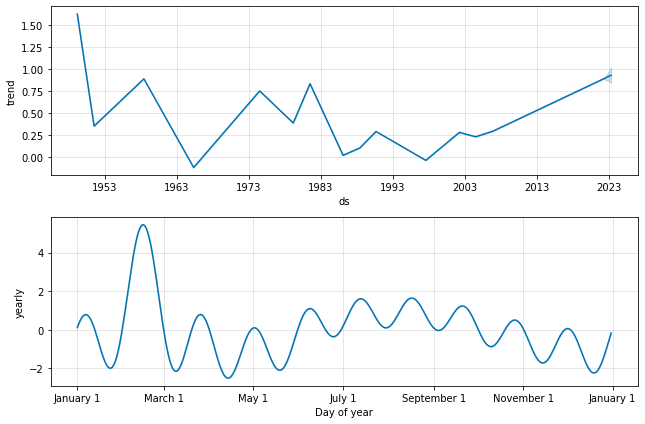 1.50
1.25
1.00
0.75
0.50
0.25
0.00
trend
1953 1963 1973 1983 1993 2003 2013 2023
ds
4
2
0
−2
yearly
January 1 March 1 May 1 July 1 September 1 November 1 January 1
Day of year